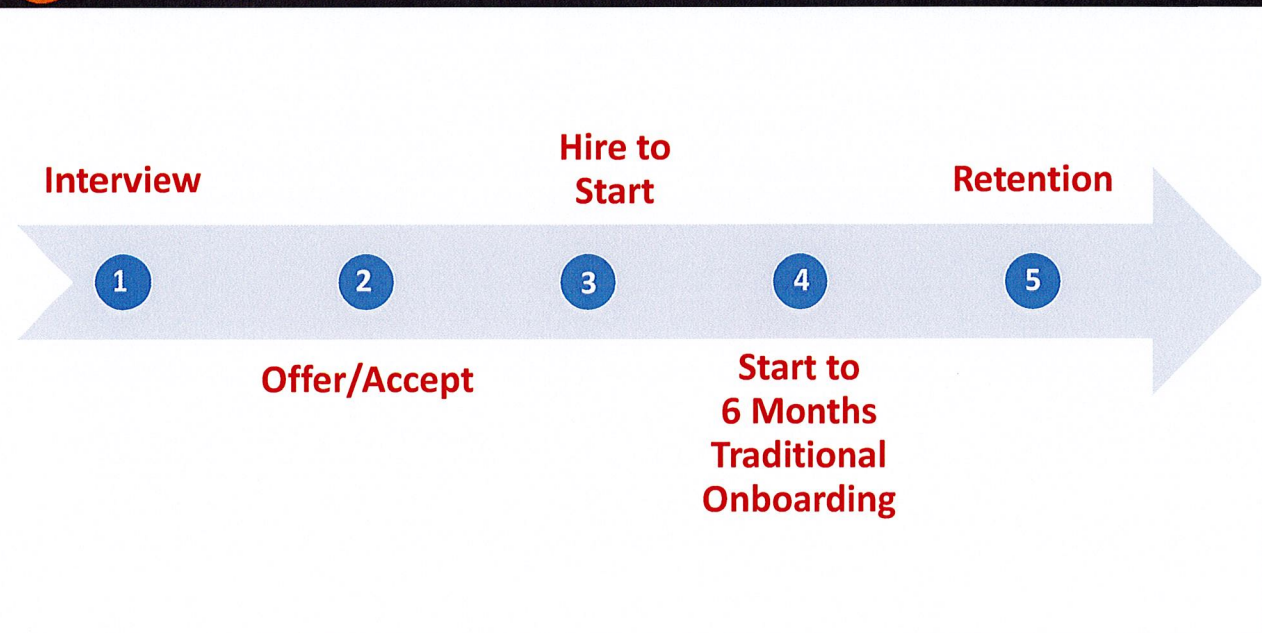 Interview
1
Offer/Accept
2
Hire to
Start
3
Start to
6 Months
Traditional
Onboarding
4
Retention
5